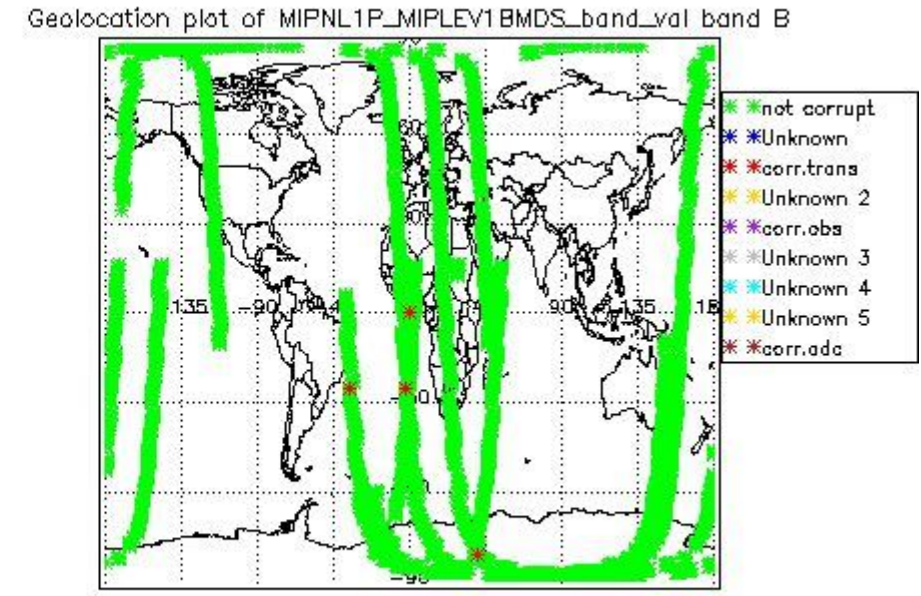 Geolocation plot of MIPNL1P_MIPLEV1BMDS_band_val band B
not corrupt
Unknown
corr.trans
Unknown 2
corr.obs
Unknown 3
Unknown 4
Unknown 5
corr.adc
60
135 -90 90 135
-90